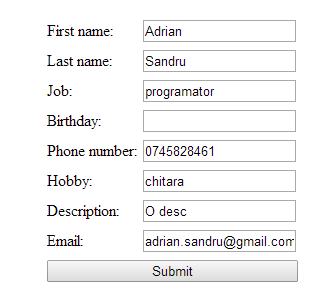 First name: Adrian
Last name: Sandru
Job: programator
Birthday:
Phone number: 0745828461
Hobby: chitara
Description: O desc
Email: adrian.sandru@gmail.com
Submit